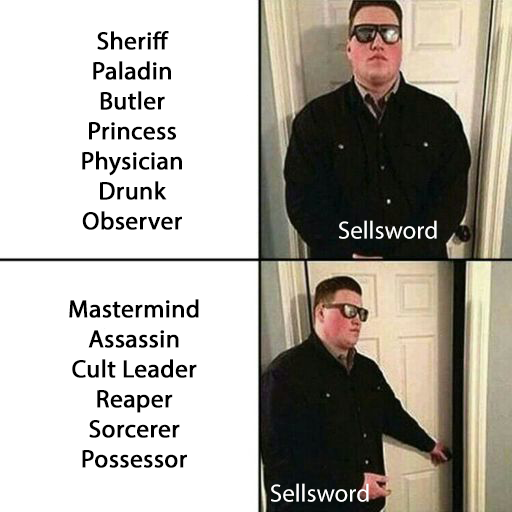 Sheriff
Paladin
Butler
Princess
Physician
Drunk
Observer
Sellsword
Mastermind
Assassin
Cult Leader
Reaper
Sorcerer
Possessor
Sellsword